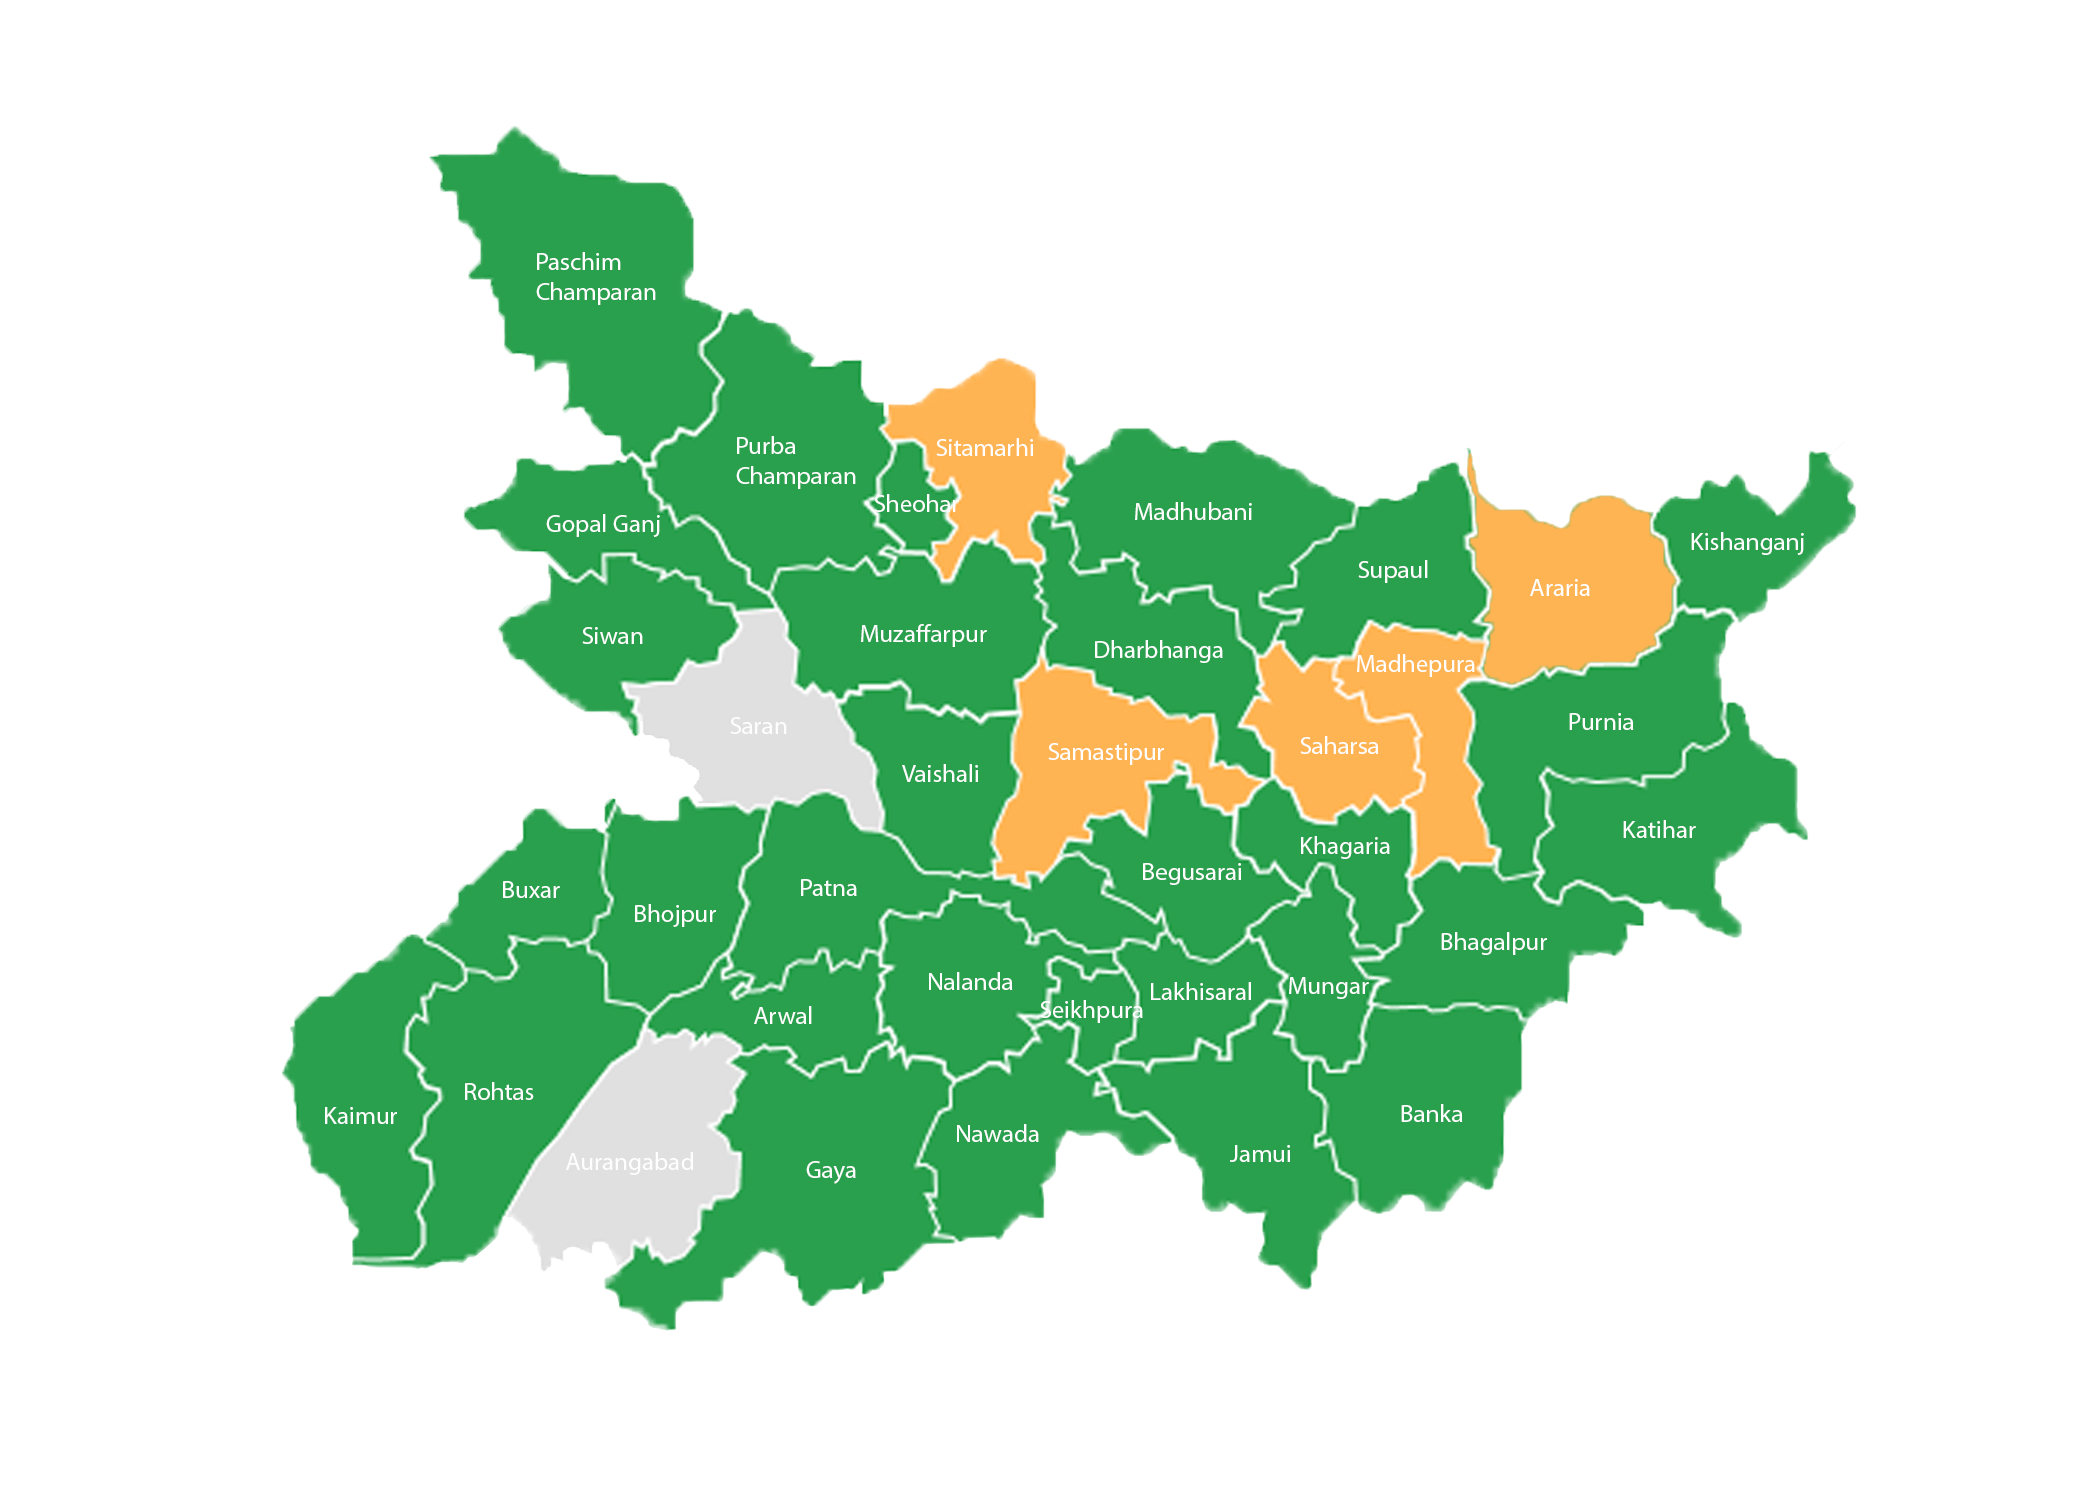 Paschim
Champaran
Purba
Champaran
Sitamarhi
Sheohar
Madhubani
Gopal Ganj
Kishanganj
Supaul
Araria
Siwan
Muzaffarpur
Dharbhanga
Madhepura
Saran
Purnia
Saharsa
Samastipur
Vaishali
Katihar
Khagaria
Begusarai
Patna
Buxar
Bhojpur
Bhagalpur
Nalanda
Mungar
Lakhisaral
Seikhpura
Arwal
Rohtas
Kaimur
Banka
Nawada
Jamui
Aurangabad
Gaya